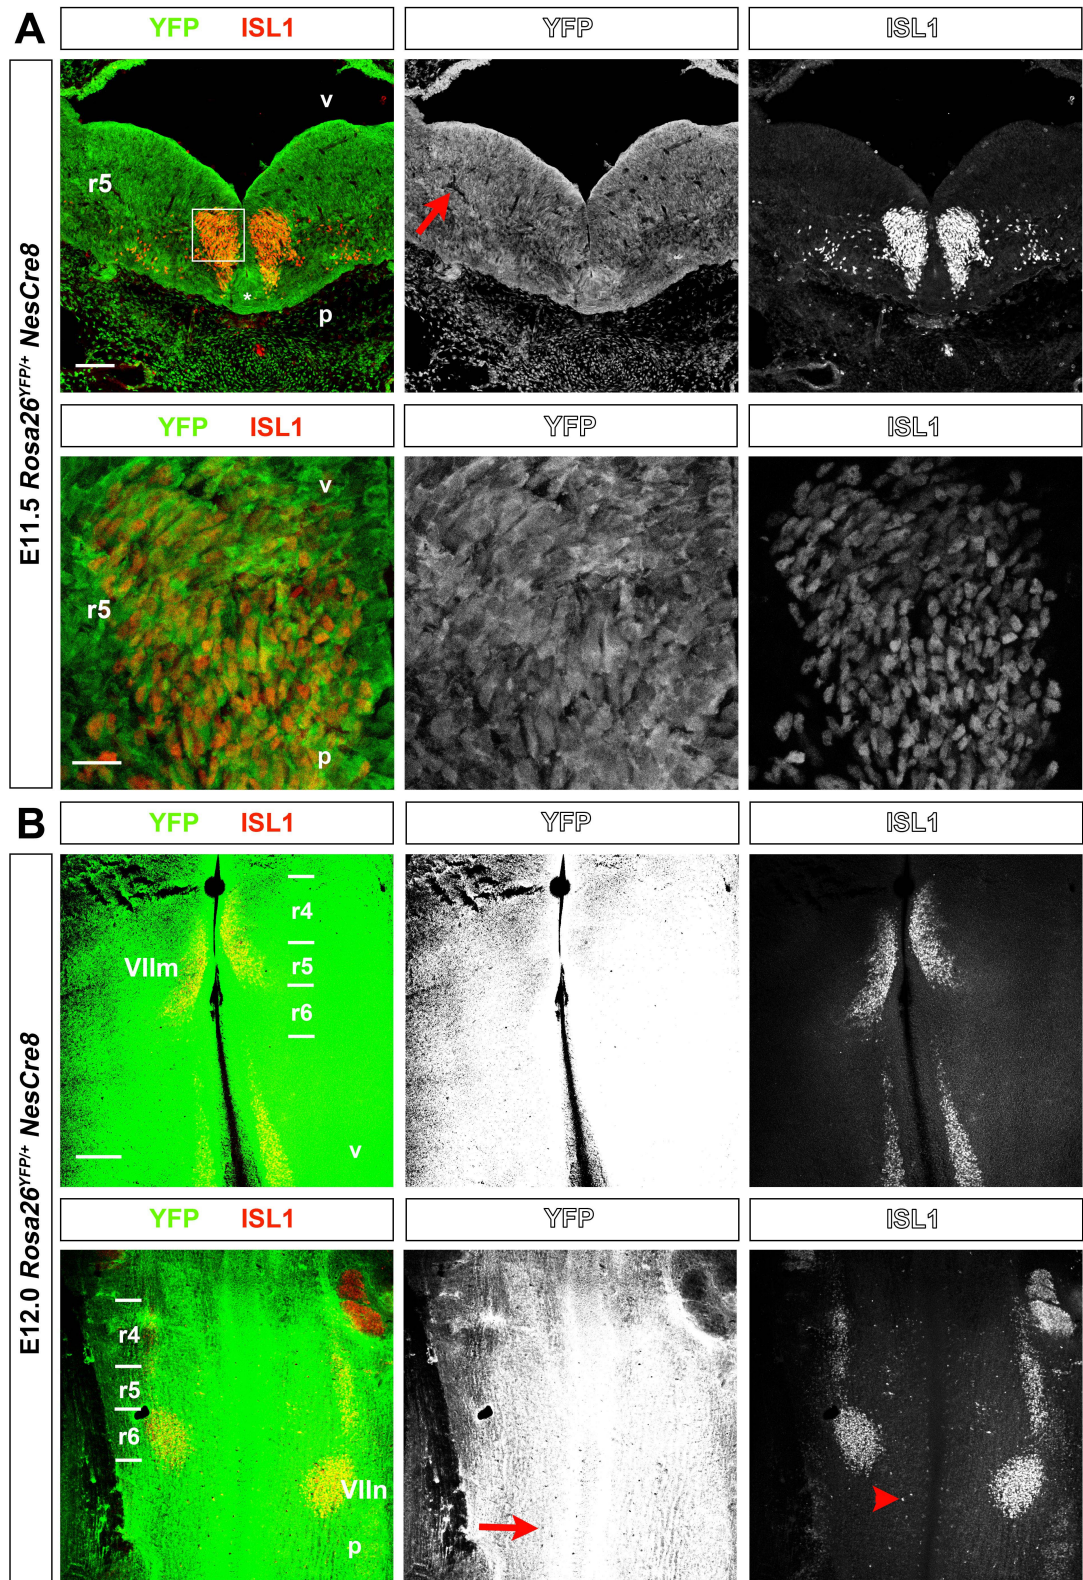 A
YFP ISL1
YFP
ISL1
E11.5 Rosa26YFP/+ NesCre8
v
r5
*
p
YFP ISL1
YFP
ISL1
v
r5
p
B
YFP ISL1
YFP
ISL1
E12.0 Rosa26YFP/+ NesCre8
r4
VIIm
r5
r6
v
YFP ISL1
YFP
ISL1
r4
r5
r6
VIIn
p